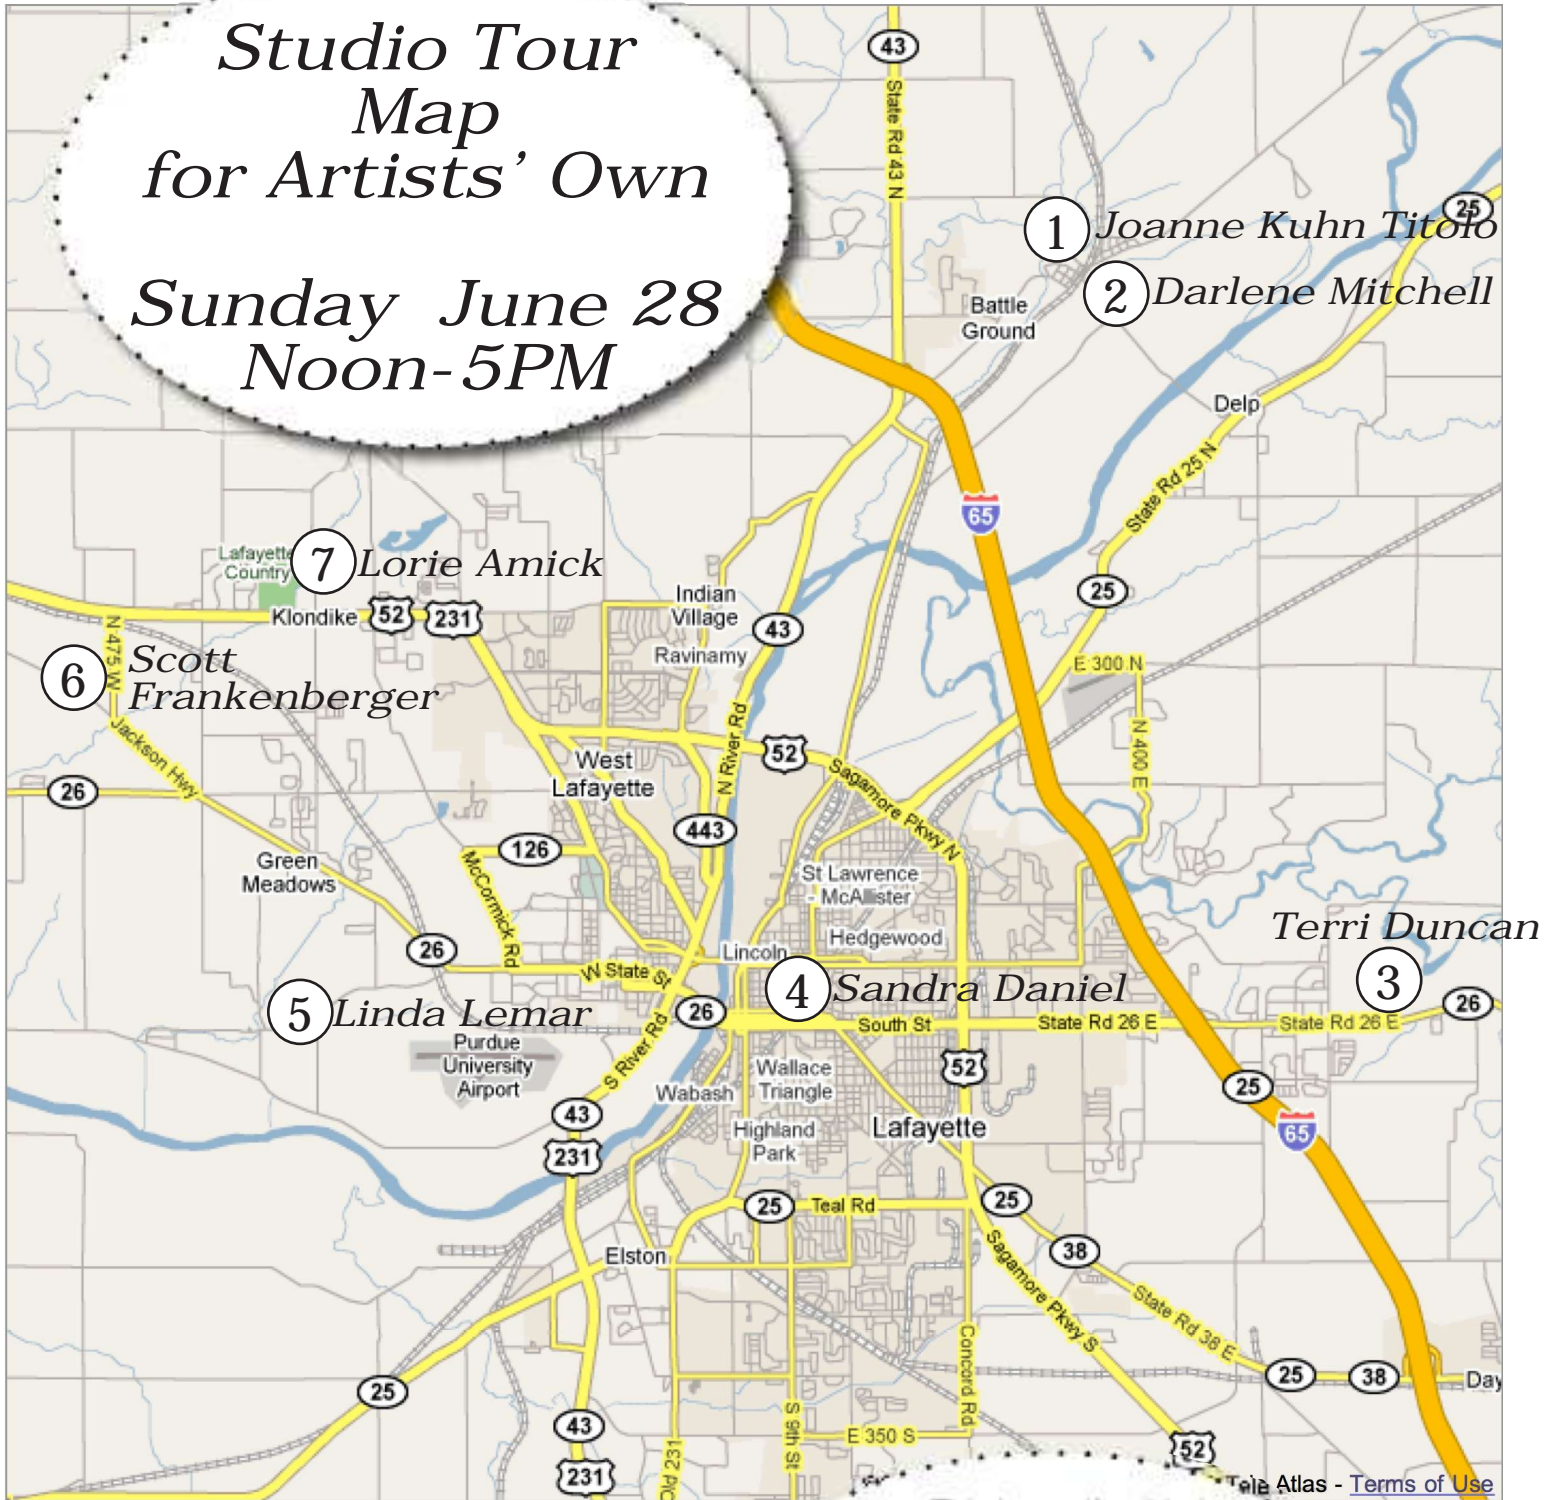 Studio Tour
Map
for Artists' Own
Sunday June 28
Noon-5PM
43
State Rd 43 N
25
1 Joanne Kuhn Titolo
2 Darlene Mitchell
Battle
Ground
Delp
State Rd 25 N
65
Lafayette
Country
7 Lorie Amick
Klondike
52
231
Indian
Village
43
25
Ravinamy
E 300 N
N 475 W
6 Scott
Frankenberger
Jackson Hwy
26
West
Lafayette
N River Rd
52
Sagamore Pkwy N
N 400 E
443
126
Green
Meadows
McCormick Rd
St Lawrence
- McAllister
Hedgewood
Lincoln
26
W State St
Terri Duncan
3
4 Sandra Daniel
5 Linda Lemar
26
South St
State Rd 26 E
State Rd 26 E
26
Purdue
University
Airport
S River Rd
Wabash
Wallace
Triangle
52
25
43
Highland
Park
Lafayette
65
231
25
Teal Rd
25
38
Elston
Sagamore Pkwy S
State Rd 38 E
Concord Rd
25
25
38
Day
43
S 9th St
E 350 S
52
231
Old 231
Tele Atlas - Terms of Use